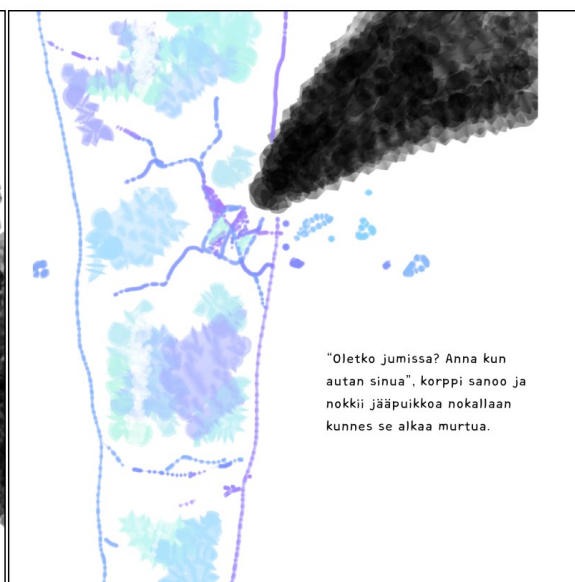 “Oletko jumissa? Anna kun
autan sinua”, korppi sanoo ja
nokkii jääpuikkoa nokallaan
kunnes se alkaa murtua.